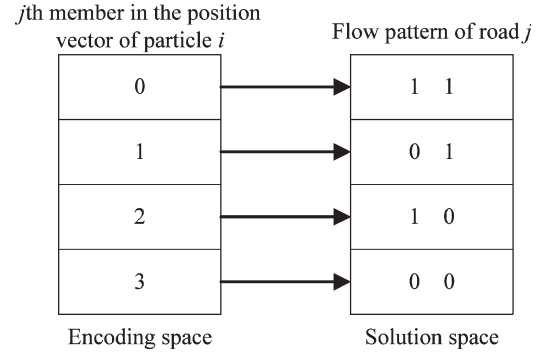 jth member in the position
vector of particle i
Flow pattern of road j
0
1 1
1
0 1
2
1 0
3
0 0
Encoding space
Solution space